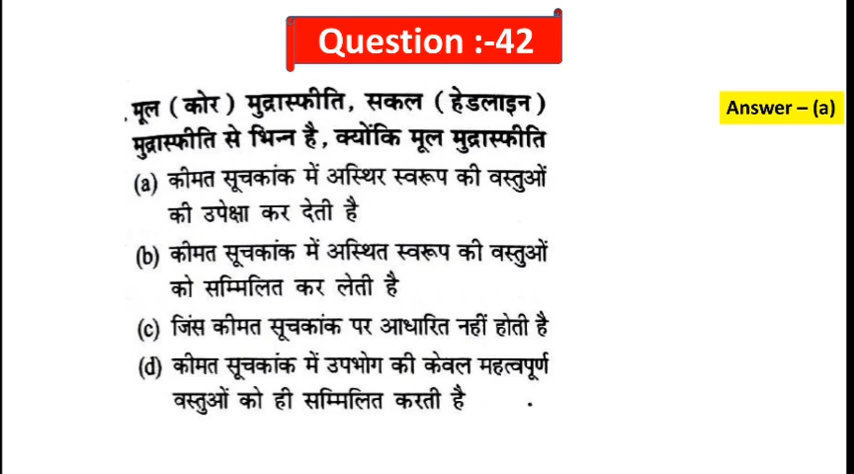 Question :-42
मूल (कोर) मुद्रास्फीति, सकल (हेडलाइन)
मुद्रास्फीति से भिन्न है, क्योंकि मूल मुद्रास्फीति
(a) कीमत सूचकांक में अस्थिर स्वरूप की वस्तुओं
की उपेक्षा कर देती है
(b) कीमत सूचकांक में अस्थित स्वरूप की वस्तुओं
को सम्मिलित कर लेती है
(c) जिंस कीमत सूचकांक पर आधारित नहीं होती है
(d) कीमत सूचकांक में उपभोग की केवल महत्वपूर्ण
वस्तुओं को ही सम्मिलित करती है
Answer – (a)